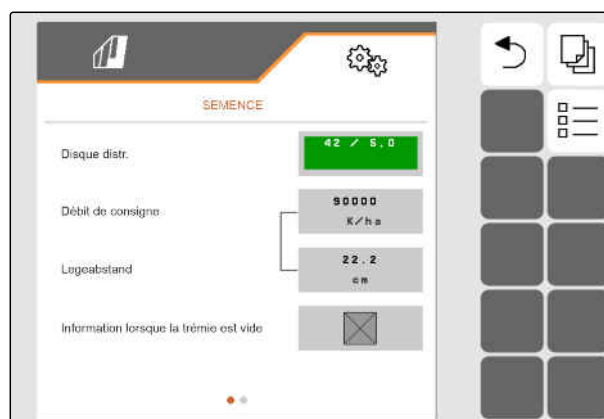 SEMENCE
Disque distr.
42 / 5,0
Débit de consigne
90000
K/ha
Legeabstand
22.2
cm
Information lorsque la trémie est vide